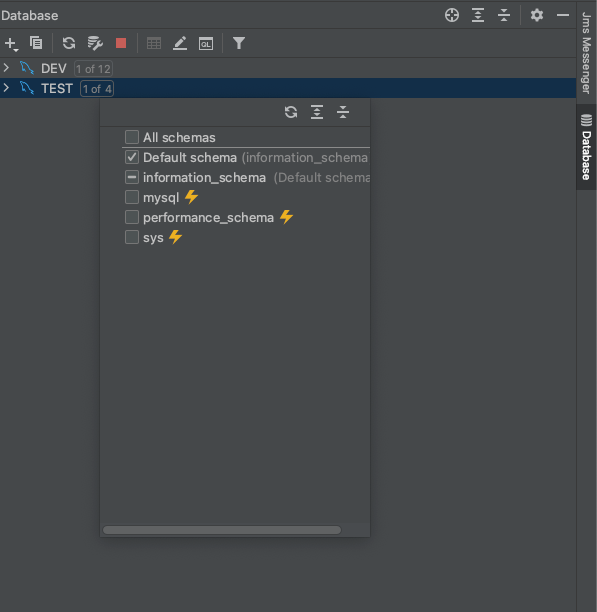 Database
DEV 1 of 12
TEST 1 of 4
All schemas
Default schema (information_schema
information_schema (Default schema
mysql
performance_schema
sys
Jms Messenger
Database